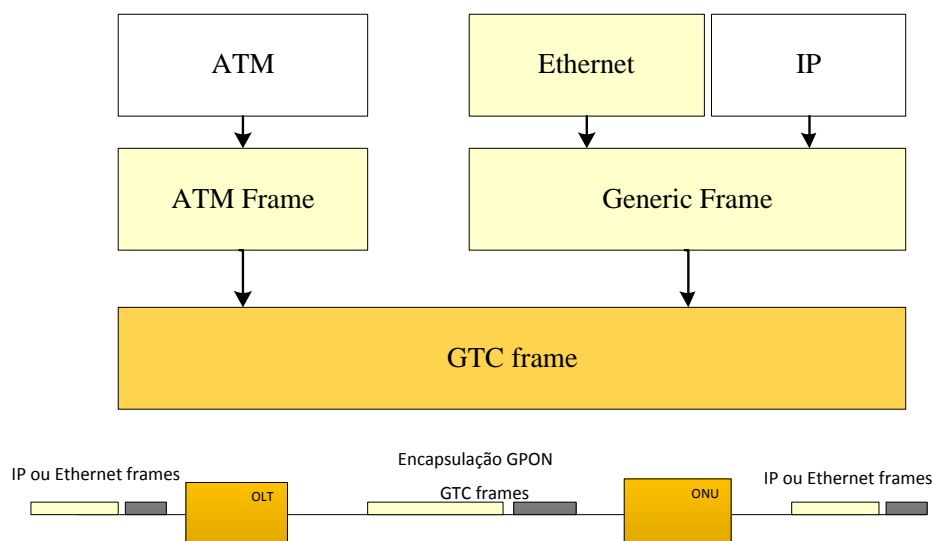 ATM
Ethernet
IP
ATM Frame
Generic Frame
GTC frame
Encapsulação GPON
IP ou Ethernet frames
IP ou Ethernet frames
GTC frames
OLT
ONU